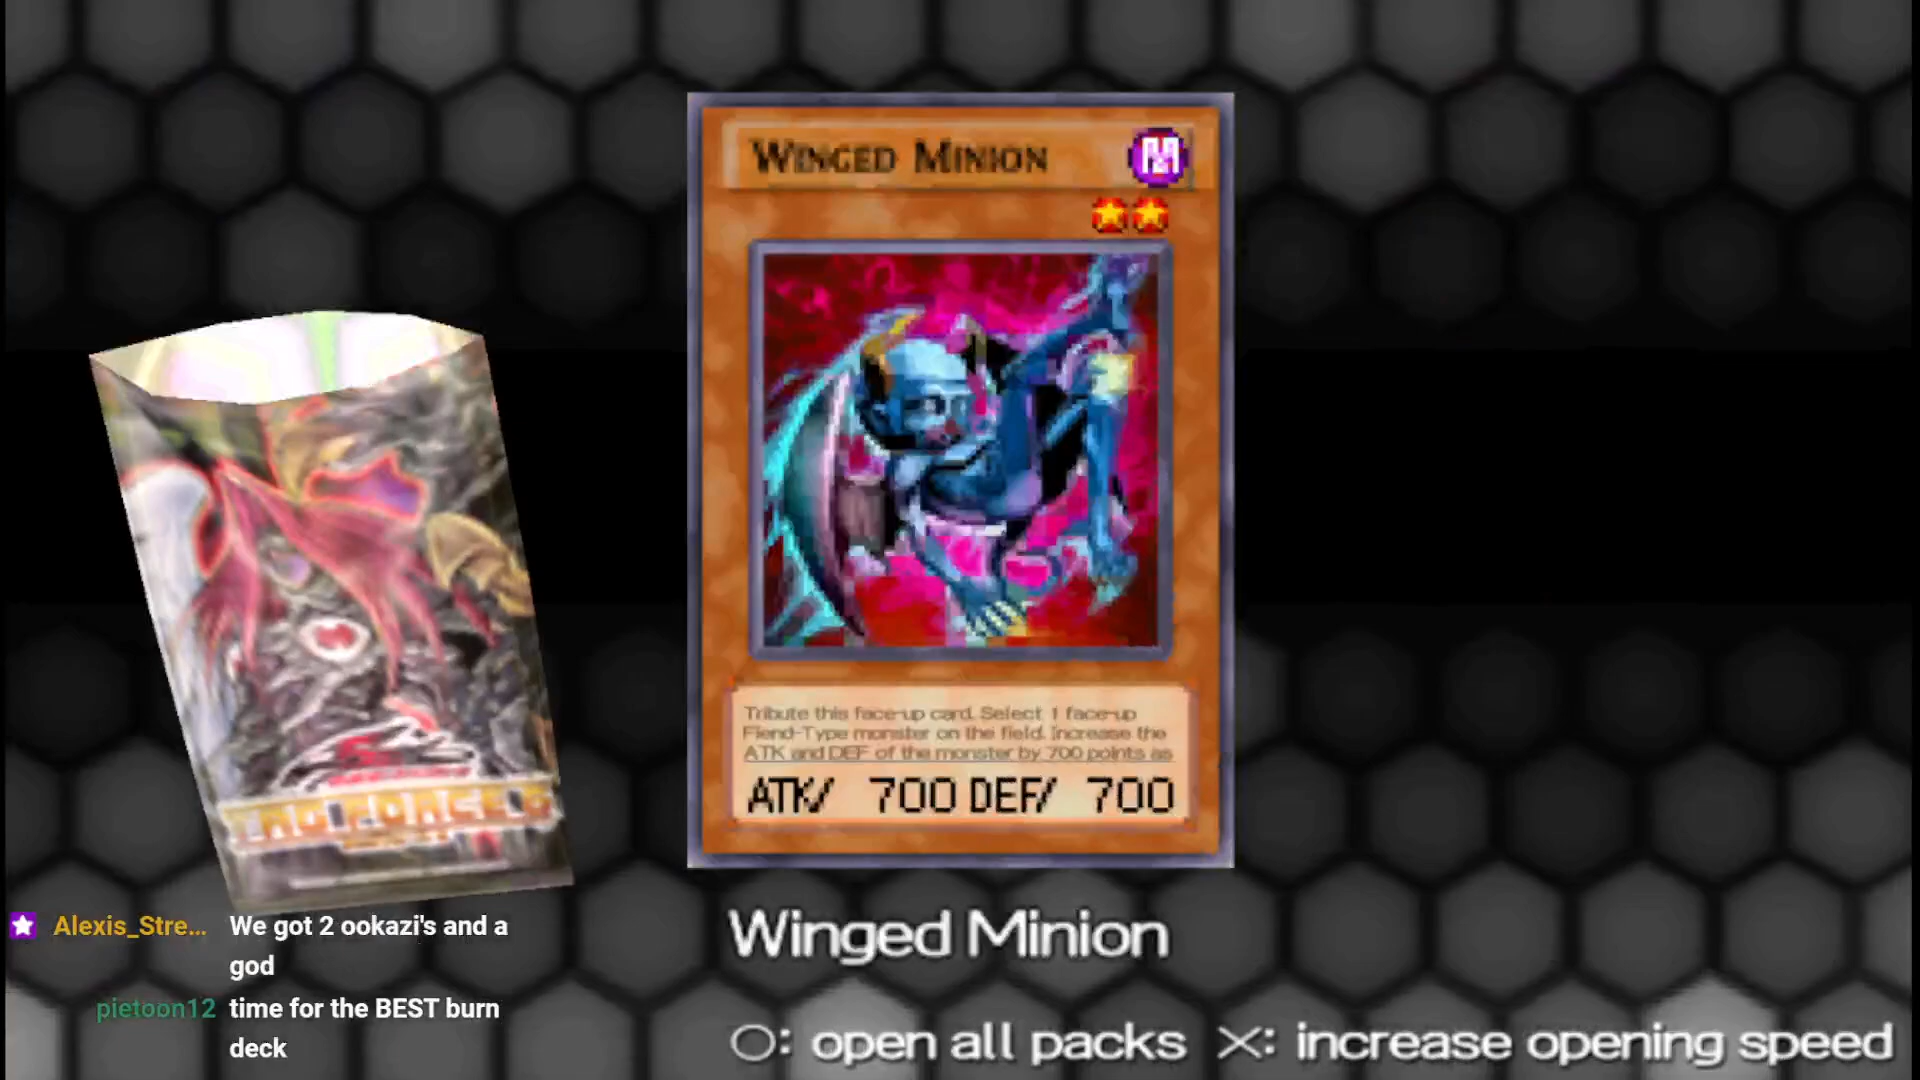 WINGED MINION
Tribute this face-up card. Select 1 face-up
Fiend-Type monster on the field. Increase the
ATK and DEF of the monster by 700 points as
ATK/ 700 DEF/ 700
Alexis_Stre... We got 2 ookazi's and a
god
pietoon12 time for the BEST burn
deck
Winged Minion
○: open all packs ×: increase opening speed